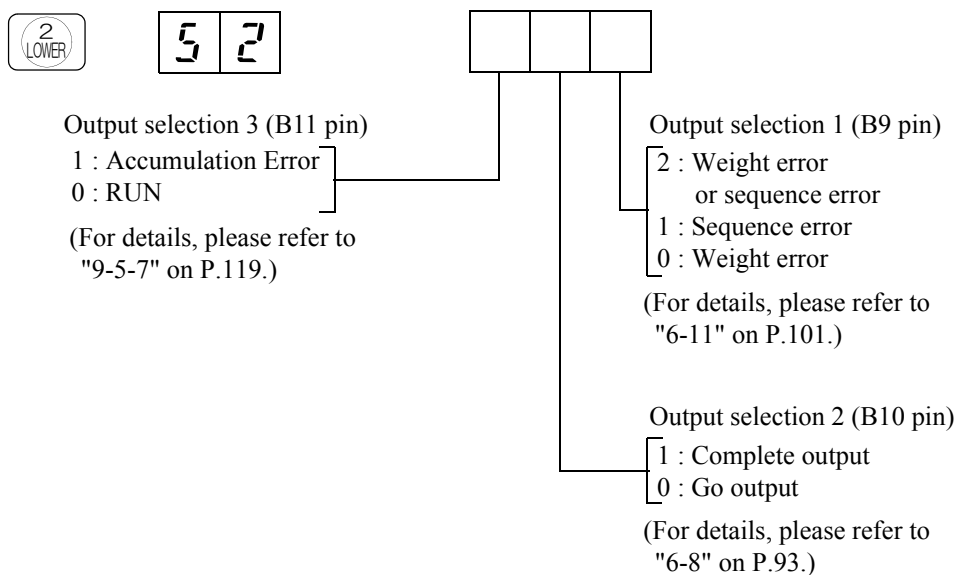 2
LOWER
52
Output selection 3 (B11 pin)
1 : Accumulation Error
0 : RUN
(For details, please refer to
"9-5-7" on P.119.)
Output selection 1 (B9 pin)
2 : Weight error
or sequence error
1 : Sequence error
0 : Weight error
(For details, please refer to
"6-11" on P.101.)
Output selection 2 (B10 pin)
1 : Complete output
0 : Go output
(For details, please refer to
"6-8" on P.93.)